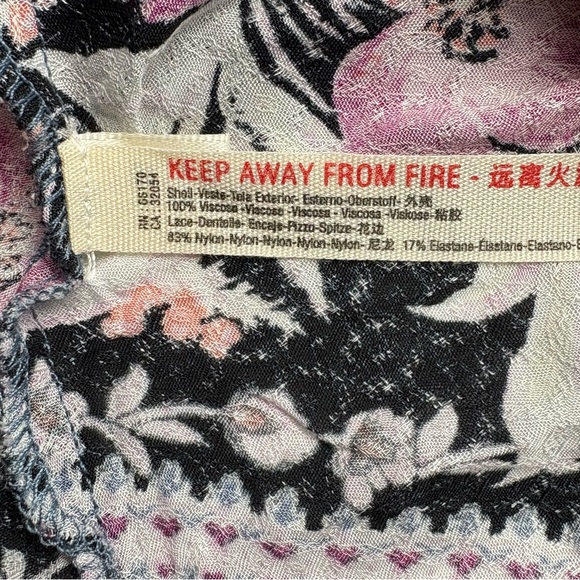 RN 66170
CA 32054
KEEP AWAY FROM FIRE - 远离火
Shell-Veste-Tela Exterior- Esterno-Oberstoff- 外壳
100% Viscose -Viscose -Viscosa - Viscosa -Viskose-粘胶
Lace-Dentelle- Encaje-Pizzo-Spitze- 花边
83% Nylon-Nylon-Nylon-Nylon-Nylon- 尼龙 17% Elastane-Elastane-Elastano-E